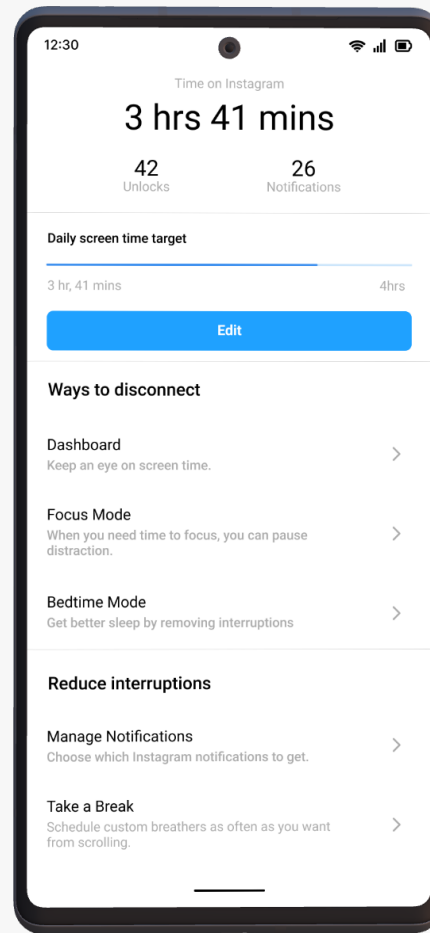 12:30
Time on Instagram
3 hrs 41 mins
42 26
Unlocks Notifications
Daily screen time target
3 hr, 41 mins 4hrs
Edit
Ways to disconnect
Dashboard
Keep an eye on screen time.
Focus Mode
When you need time to focus, you can pause
distraction.
Bedtime Mode
Get better sleep by removing interruptions
Reduce interruptions
Manage Notifications
Choose which Instagram notifications to get.
Take a Break
Schedule custom breathers as often as you want
from scrolling.